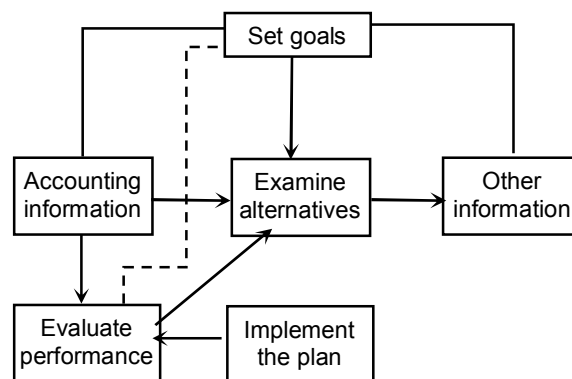 Set goals
Accounting
information
Examine
alternatives
Other
information
Evaluate
performance
Implement
the plan